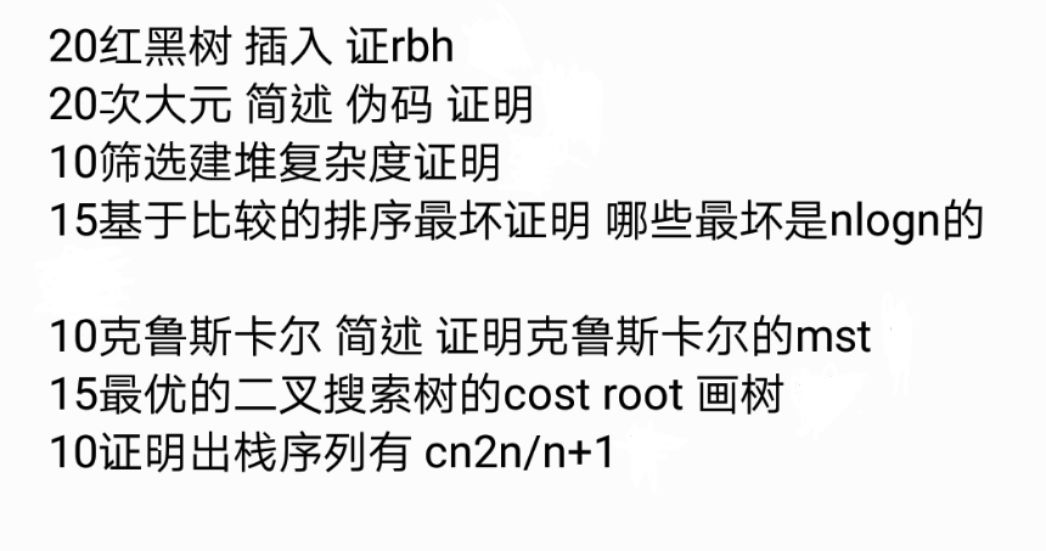 20红黑树 插入 证rbh
20次大元 简述 伪码 证明
10筛选建堆复杂度证明
15基于比较的排序最坏证明 哪些最坏是nlogn的
10克鲁斯卡尔 简述 证明克鲁斯卡尔的mst
15最优的二叉搜索树的cost root 画树
10证明出栈序列有 cn2n/n+1